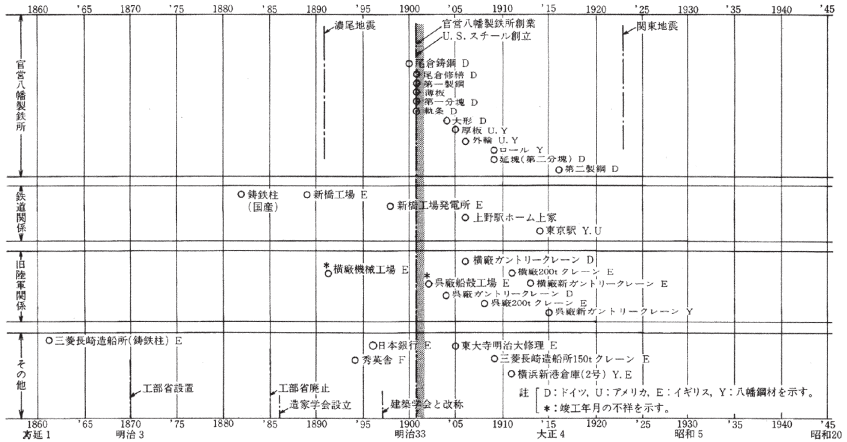 1860 '65 1870 '75 1880 '85 1890 '95 1900 '05 1910 '15 1920 '25 1930 '35 1940 '45
濃尾地震
官営八幡製鉄所創業
U.S.スチール創立
関東地震
官営八幡製鉄所
尾倉鋳鋼 D
尾倉修繕 D
第一製鋼
薄板
第一分塊 D
軌条 D
大形 D
厚板 U.Y
外輪 U.Y
ロール Y
延塊(第二分塊) D
第二製鋼 D
鉄道関係
鋳鉄柱
(国産)
新橋工場 E
新橋工場発電所 E
上野駅ホーム上家
東京駅 Y.U
旧陸軍関係
横廠ガントリークレーン D
*
横廠機械工場 E
横廠200tクレーン E
*
呉廠船殻工場 E
横廠新ガントリークレーン E
呉廠ガントリークレーン D
呉廠200tクレーン E
呉廠新ガントリークレーン Y
その他
三菱長崎造船所(鋳鉄柱) E
日本銀行 E
東大寺明治大修理 E
秀英舎 F
三菱長崎造船所150tクレーン E
横浜新港倉庫(2号) Y.E
工部省設置
工部省廃止
造家学会設立
建築学会と改称
註 D:ドイツ, U:アメリカ, E:イギリス, Y:八幡鋼材を示す。
*:竣工年月の不祥を示す。
1860 '65 1870 '75 1880 '85 1890 '95 1900 '05 1910 '15 1920 '25 1930 '35 1940 '45
万延1 明治3 明治33 大正4 昭和5 昭和20